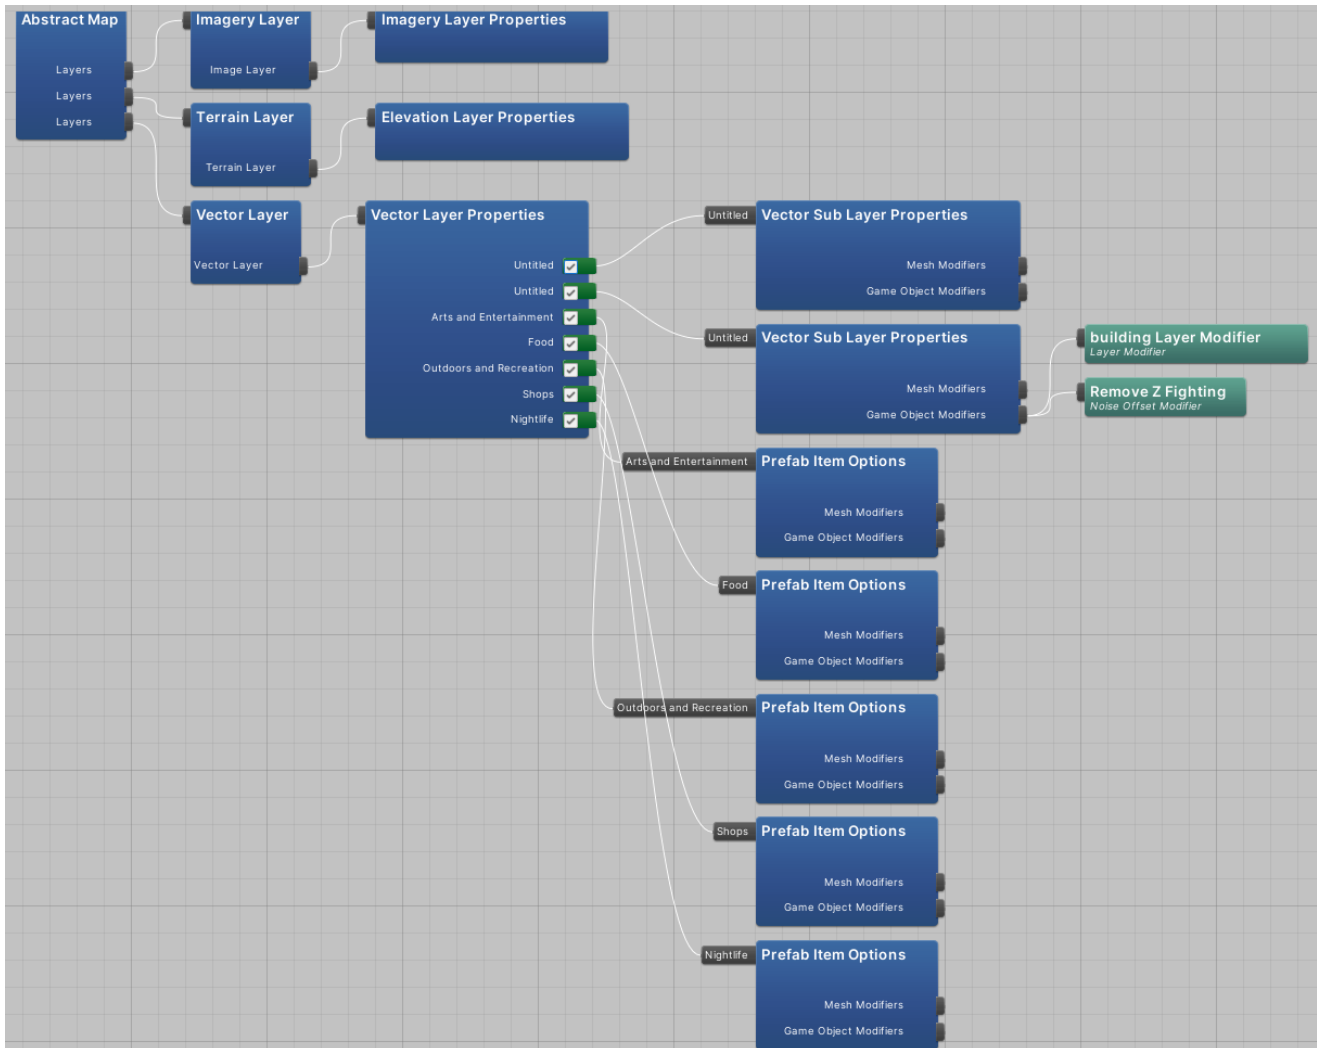 Abstract Map
Layers
Layers
Layers
Imagery Layer
Image Layer
Imagery Layer Properties
Terrain Layer
Terrain Layer
Elevation Layer Properties
Vector Layer
Vector Layer
Vector Layer Properties
Untitled
Untitled
Arts and Entertainment
Food
Outdoors and Recreation
Shops
Nightlife
Untitled
Vector Sub Layer Properties
Mesh Modifiers
Game Object Modifiers
Untitled
Vector Sub Layer Properties
Mesh Modifiers
Game Object Modifiers
building Layer Modifier
Layer Modifier
Remove Z Fighting
Noise Offset Modifier
Arts and Entertainment
Prefab Item Options
Mesh Modifiers
Game Object Modifiers
Food
Prefab Item Options
Mesh Modifiers
Game Object Modifiers
Outdoors and Recreation
Prefab Item Options
Mesh Modifiers
Game Object Modifiers
Shops
Prefab Item Options
Mesh Modifiers
Game Object Modifiers
Nightlife
Prefab Item Options
Mesh Modifiers
Game Object Modifiers